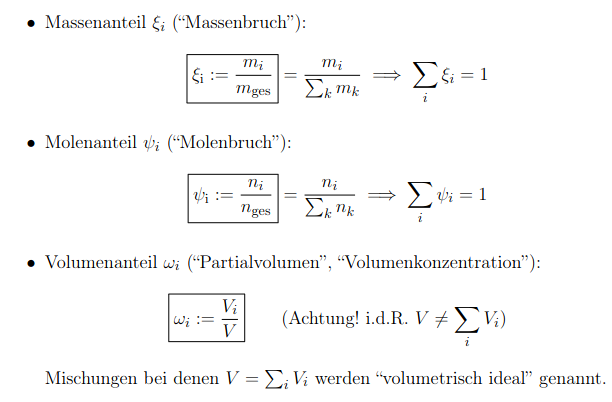 • Massenanteil ξ_i (“Massenbruch”):
ξ_i := m_i / m_ges = m_i / ∑_k m_k ⟹ ∑_i ξ_i = 1
• Molenanteil ψ_i (“Molenbruch”):
ψ_i := n_i / n_ges = n_i / ∑_k n_k ⟹ ∑_i ψ_i = 1
• Volumenanteil ω_i (“Partialvolumen”, “Volumenkonzentration”):
ω_i := V_i / V (Achtung! i.d.R. V ≠ ∑_i V_i)
Mischungen bei denen V = ∑_i V_i werden “volumetrisch ideal” genannt.